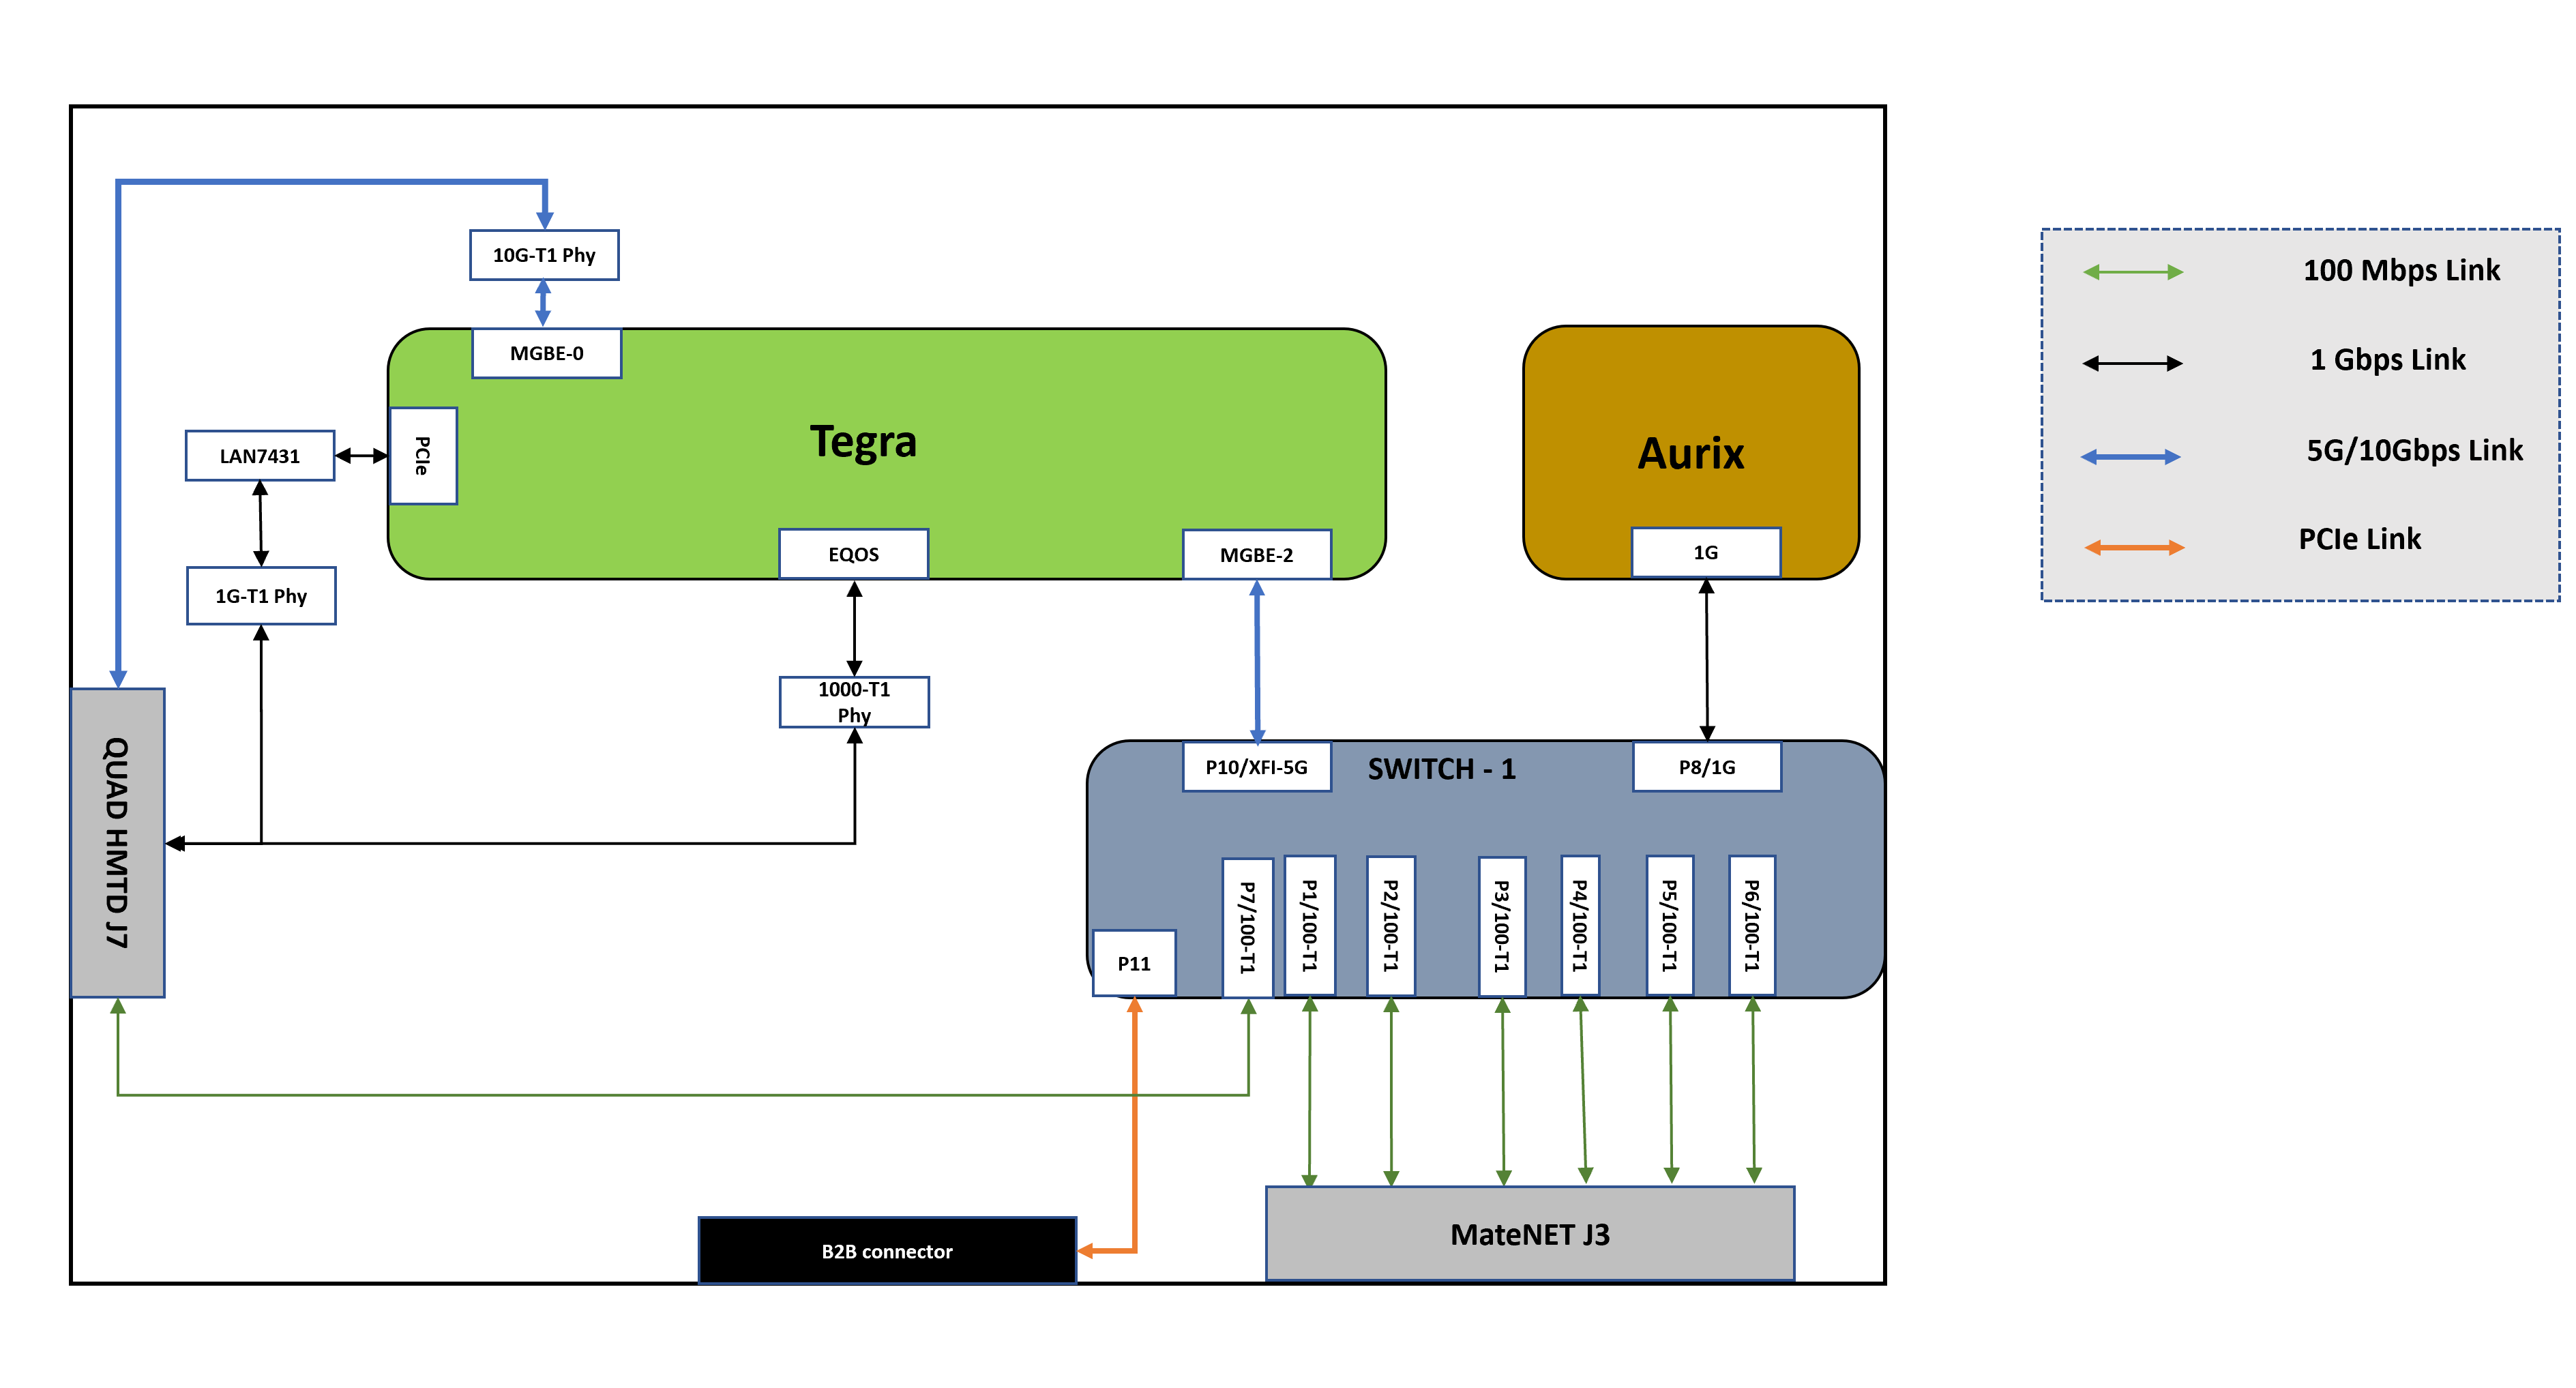 10G-T1 Phy
MGBE-0
PCIe
Tegra
LAN7431
1G-T1 Phy
EQOS
MGBE-2
1000-T1
Phy
Aurix
1G
QUAD HMTD J7
P10/XFI-5G
SWITCH - 1
P8/1G
P11
P7/100-T1
P1/100-T1
P2/100-T1
P3/100-T1
P4/100-T1
P5/100-T1
P6/100-T1
B2B connector
MateNET J3
100 Mbps Link
1 Gbps Link
5G/10Gbps Link
PCIe Link